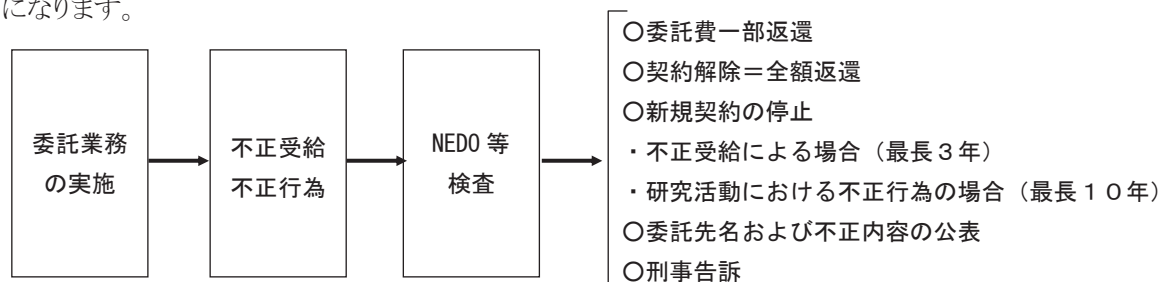 になります。
委託業務
の実施
不正受給
不正行為
NEDO 等
検査
〇委託費一部返還
〇契約解除＝全額返還
〇新規契約の停止
・不正受給による場合（最長３年）
・研究活動における不正行為の場合（最長１０年）
〇委託先名および不正内容の公表
〇刑事告訴